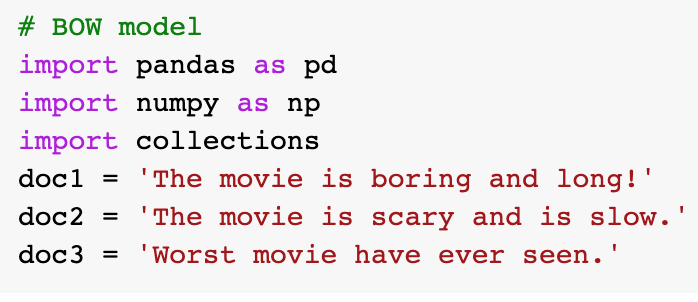 # BOW model
import pandas as pd
import numpy as np
import collections
doc1 = 'The movie is boring and long!'
doc2 = 'The movie is scary and is slow.'
doc3 = 'Worst movie have ever seen.'